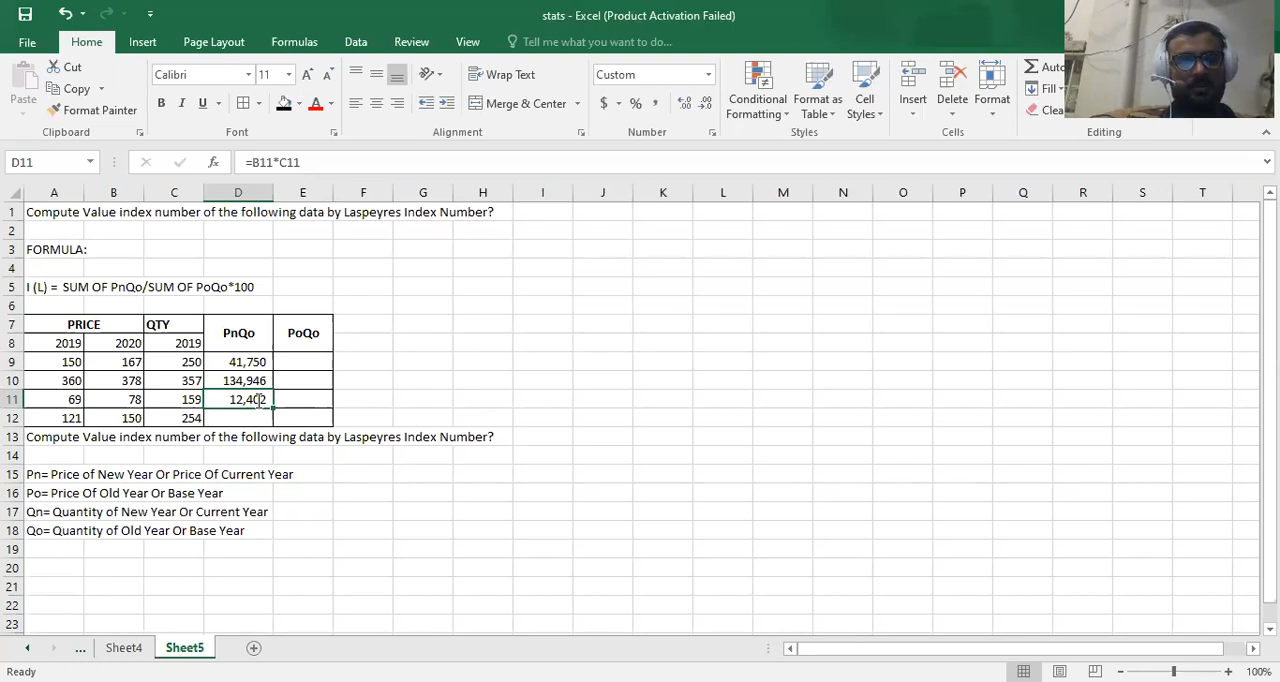 stats - Excel (Product Activation Failed)
File Home Insert Page Layout Formulas Data Review View Tell me what you want to do...
Paste Cut Copy Format Painter Clipboard
Calibri 11 B I U Font
Wrap Text Merge & Center Alignment
Custom $ % Number
Conditional Formatting Format as Table Cell Styles Styles
Insert Delete Format Cells
Fill Editing
D11 fx =B11*C11
A B C D E F G H I J K L M N O P Q R S T
1 Compute Value index number of the following data by Laspeyres Index Number?
2
3 FORMULA:
4
5 I (L) = SUM OF PnQo/SUM OF PoQo*100
6
7 PRICE QTY PnQo PoQo
8 2019 2020 2019
9 150 167 250 41,750
10 360 378 357 134,946
11 69 78 159 12,402
12 121 150 254
13 Compute Value index number of the following data by Laspeyres Index Number?
14
15 Pn= Price of New Year Or Price Of Current Year
16 Po= Price Of Old Year Or Base Year
17 Qn= Quantity of New Year Or Current Year
18 Qo= Quantity of Old Year Or Base Year
19
20
21
22
23
... Sheet4 Sheet5
Ready 100%